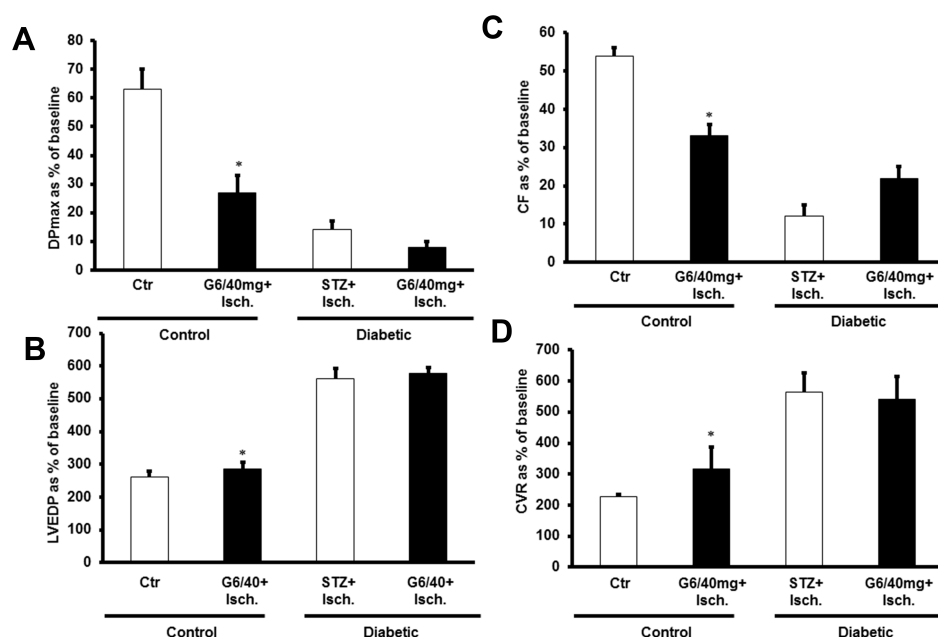 A
DPmax as % of baseline
80
70
60
50
40
30
20
10
0
*
Ctr
G6/40mg+
Isch.
STZ+
Isch.
G6/40mg+
Isch.
Control
Diabetic
B
LVEDP as % of baseline
700
600
500
400
300
200
100
0
*
Ctr
G6/40+
Isch.
STZ+
Isch.
G6/40+
Isch.
Control
Diabetic
C
CF as % of baseline
60
50
40
30
20
10
0
*
Ctr
G6/40mg+
Isch.
STZ+
Isch.
G6/40mg+
Isch.
Control
Diabetic
D
CVR as % of baseline
700
600
500
400
300
200
100
0
*
Ctr
G6/40mg+
Isch.
STZ+
Isch.
G6/40mg+
Isch.
Control
Diabetic